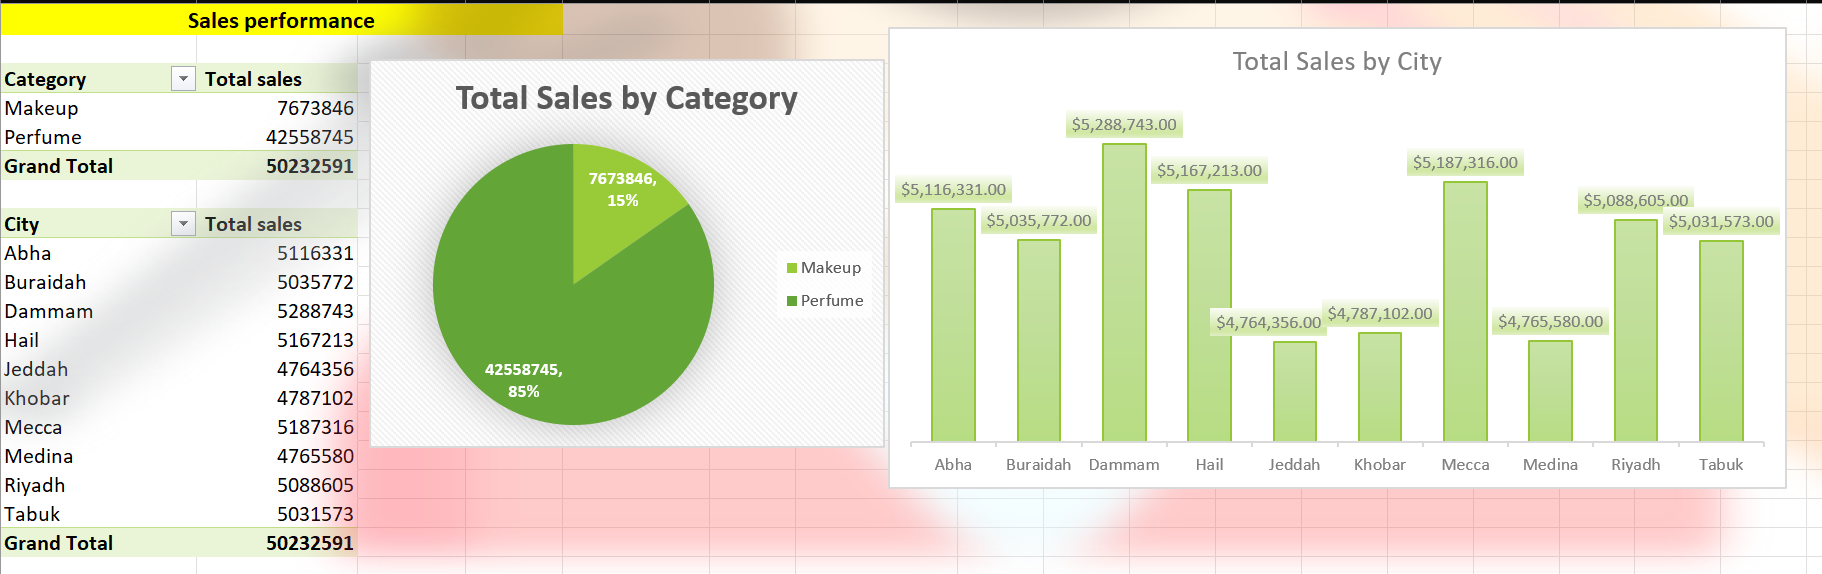 Sales performance
Category Total sales
Makeup 7673846
Perfume 42558745
Grand Total 50232591
City Total sales
Abha 5116331
Buraidah 5035772
Dammam 5288743
Hail 5167213
Jeddah 4764356
Khobar 4787102
Mecca 5187316
Medina 4765580
Riyadh 5088605
Tabuk 5031573
Grand Total 50232591
Total Sales by Category
7673846,
15%
42558745,
85%
Makeup
Perfume
Total Sales by City
$5,116,331.00
$5,035,772.00
$5,288,743.00
$5,167,213.00
$4,764,356.00
$4,787,102.00
$5,187,316.00
$4,765,580.00
$5,088,605.00
$5,031,573.00
Abha Buraidah Dammam Hail Jeddah Khobar Mecca Medina Riyadh Tabuk